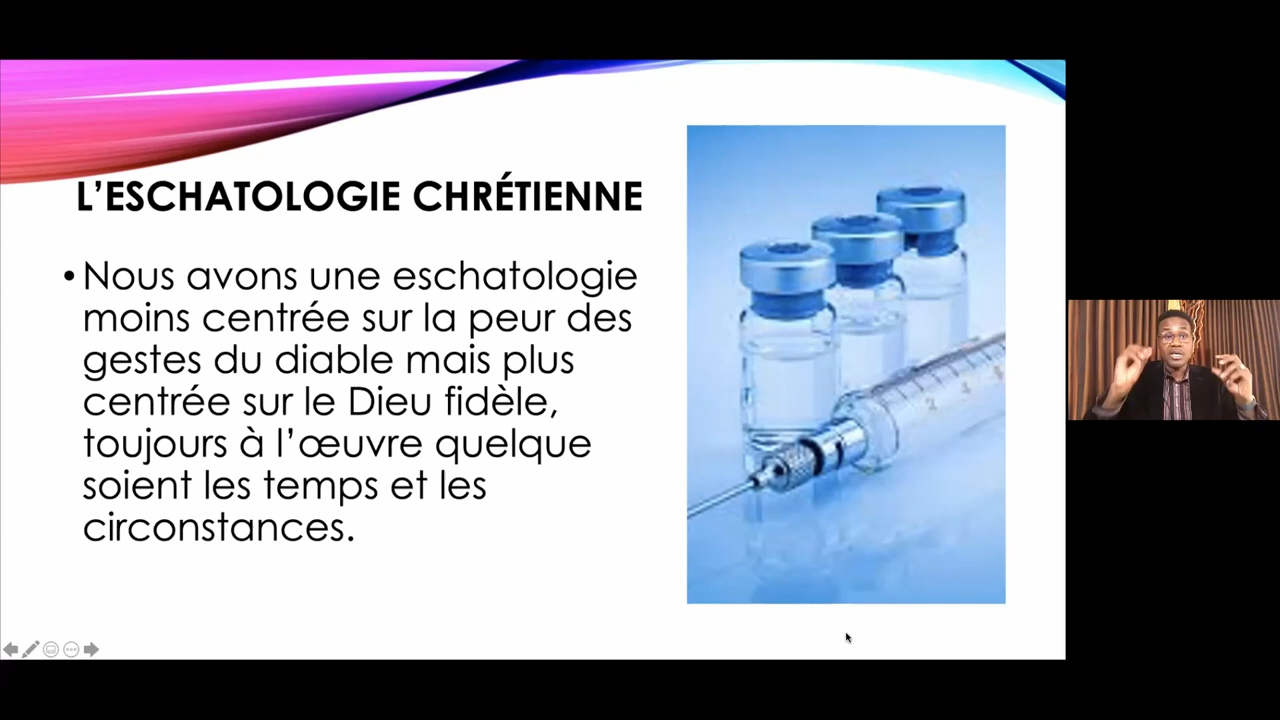 L’ESCHATOLOGIE CHRÉTIENNE
• Nous avons une eschatologie
moins centrée sur la peur des
gestes du diable mais plus
centrée sur le Dieu fidèle,
toujours à l’œuvre quelque
soient les temps et les
circonstances.